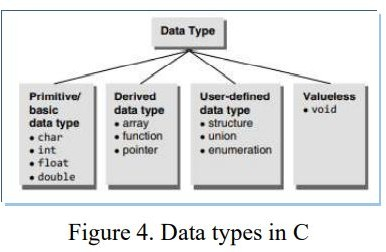 Data Type
Primitive/
basic
data type
• char
• int
• float
• double
Derived
data type
• array
• function
• pointer
User-defined
data type
• structure
• union
• enumeration
Valueless
• void
Figure 4. Data types in C